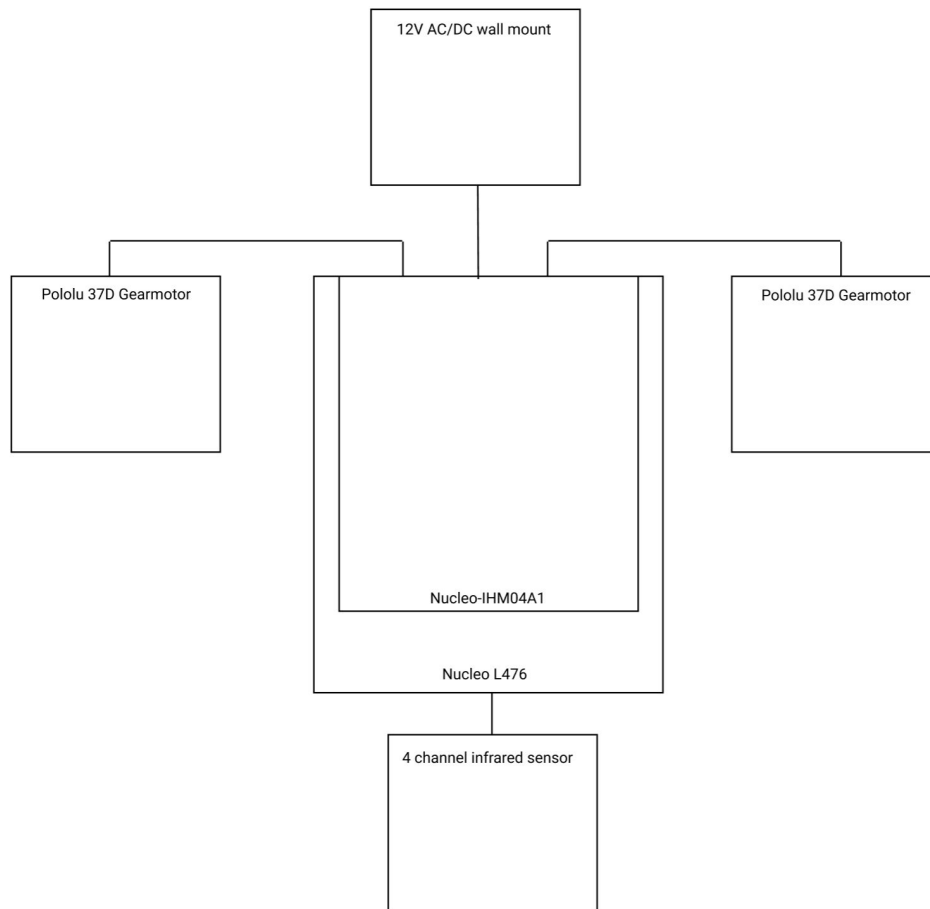 12V AC/DC wall mount
Pololu 37D Gearmotor
Pololu 37D Gearmotor
Nucleo-IHM04A1
Nucleo L476
4 channel infrared sensor